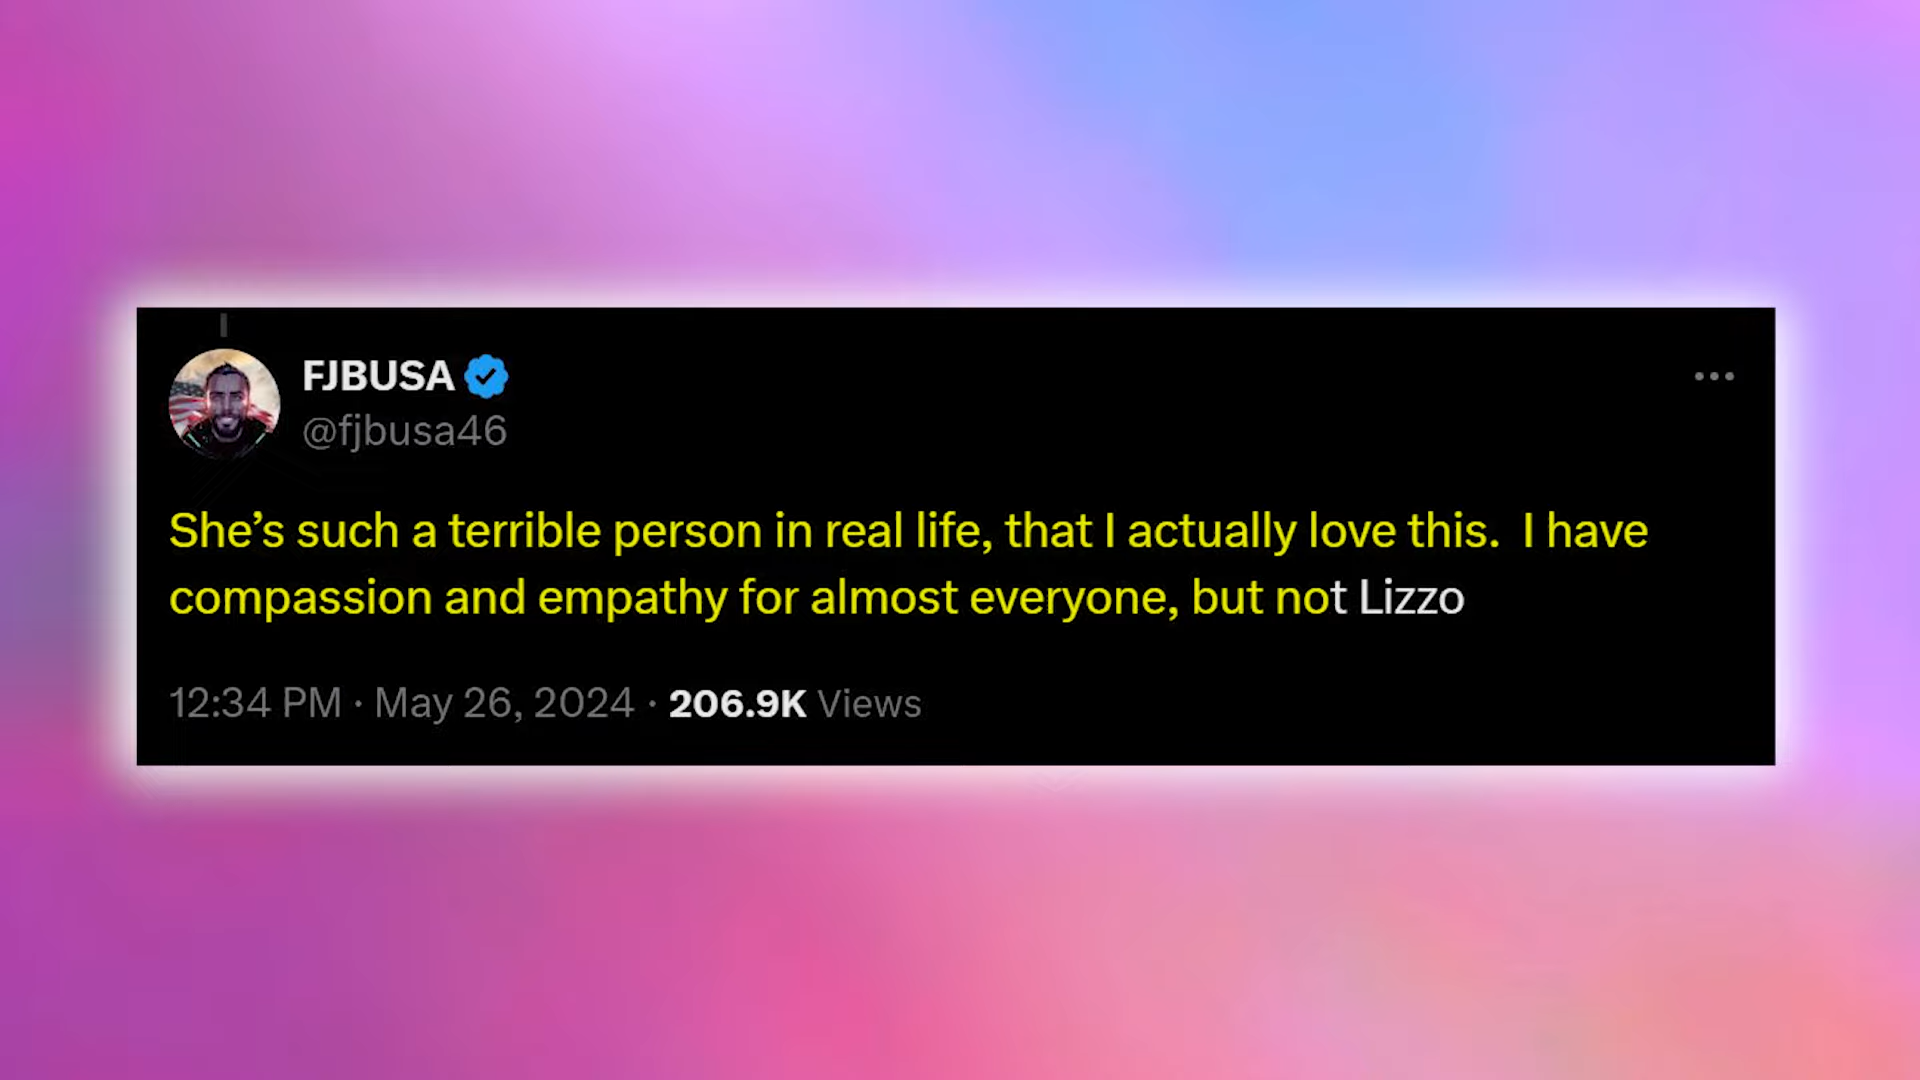 FJBUSA
@fjbusa46
She’s such a terrible person in real life, that I actually love this.  I have
compassion and empathy for almost everyone, but not Lizzo
12:34 PM · May 26, 2024 · 206.9K Views